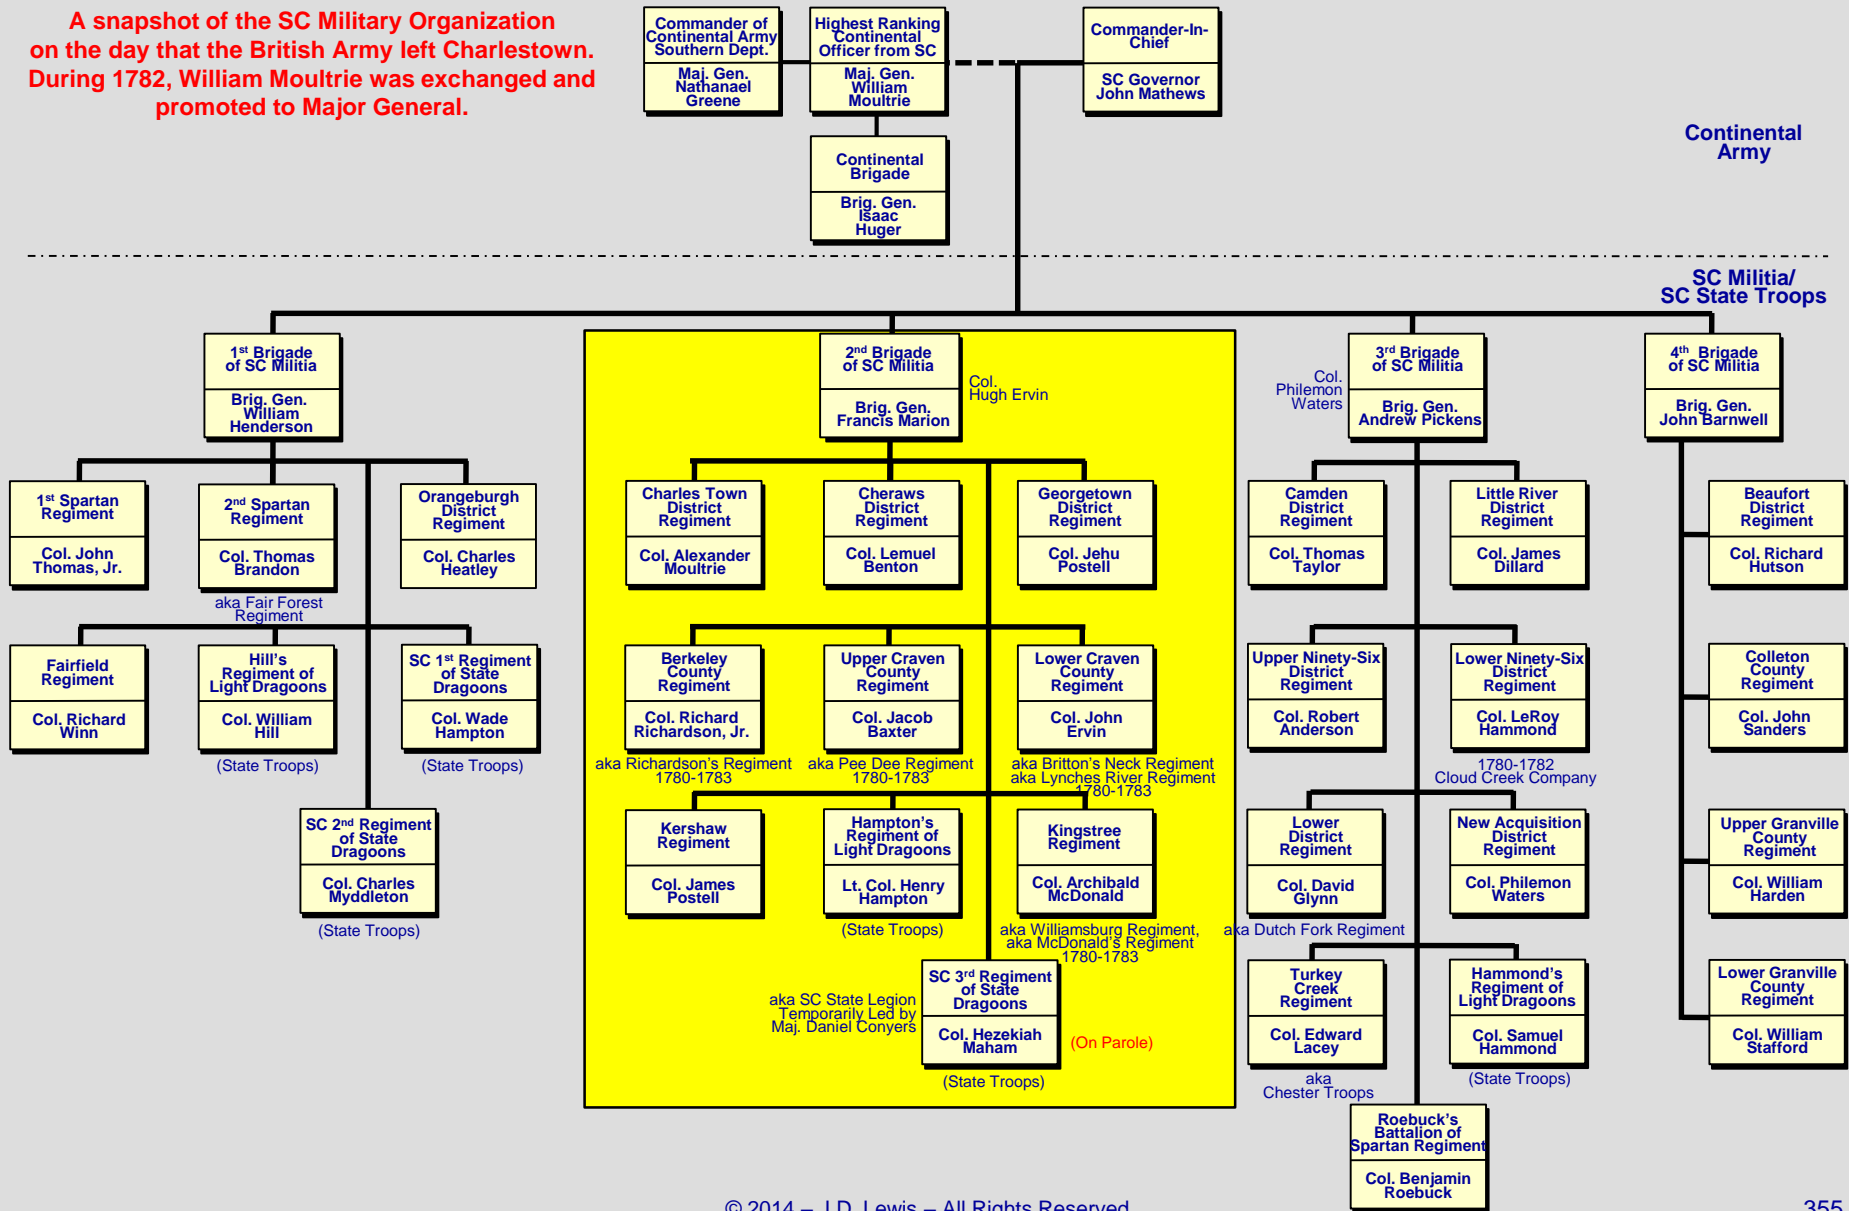 A snapshot of the SC Military Organization
on the day that the British Army left Charlestown.
During 1782, William Moultrie was exchanged and
promoted to Major General.
Commander of
Continental Army
Southern Dept.
Maj. Gen.
Nathanael
Greene
Highest Ranking
Continental
Officer from SC
Maj. Gen.
William
Moultrie
Commander-In-
Chief
SC Governor
John Mathews
Continental
Brigade
Brig. Gen.
Isaac
Huger
Continental
Army
SC Militia/
SC State Troops
1st Brigade
of SC Militia
Brig. Gen.
William
Henderson
2nd Brigade
of SC Militia
Brig. Gen.
Francis Marion
Col.
Hugh Ervin
Col.
Philemon
Waters
3rd Brigade
of SC Militia
Brig. Gen.
Andrew Pickens
4th Brigade
of SC Militia
Brig. Gen.
John Barnwell
1st Spartan
Regiment
Col. John
Thomas, Jr.
2nd Spartan
Regiment
Col. Thomas
Brandon
aka Fair Forest
Regiment
Orangeburgh
District
Regiment
Col. Charles
Heatley
Fairfield
Regiment
Col. Richard
Winn
Hill's
Regiment of
Light Dragoons
Col. William
Hill
(State Troops)
SC 1st Regiment
of State
Dragoons
Col. Wade
Hampton
(State Troops)
SC 2nd Regiment
of State
Dragoons
Col. Charles
Myddleton
(State Troops)
Charles Town
District
Regiment
Col. Alexander
Moultrie
Cheraws
District
Regiment
Col. Lemuel
Benton
Georgetown
District
Regiment
Col. Jehu
Postell
Berkeley
County
Regiment
Col. Richard
Richardson, Jr.
aka Richardson's Regiment
1780-1783
Upper Craven
County
Regiment
Col. Jacob
Baxter
aka Pee Dee Regiment
1780-1783
Lower Craven
County
Regiment
Col. John
Ervin
aka Britton's Neck Regiment
aka Lynches River Regiment
1780-1783
Kershaw
Regiment
Col. James
Postell
Hampton's
Regiment of
Light Dragoons
Lt. Col. Henry
Hampton
(State Troops)
Kingstree
Regiment
Col. Archibald
McDonald
aka Williamsburg Regiment,
aka McDonald's Regiment
1780-1783
aka SC State Legion
Temporarily Led by
Maj. Daniel Conyers
SC 3rd Regiment
of State
Dragoons
Col. Hezekiah
Maham
(On Parole)
(State Troops)
Camden
District
Regiment
Col. Thomas
Taylor
Little River
District
Regiment
Col. James
Dillard
Upper Ninety-Six
District
Regiment
Col. Robert
Anderson
Lower Ninety-Six
District
Regiment
Col. LeRoy
Hammond
1780-1782
Cloud Creek Company
Lower
District
Regiment
Col. David
Glynn
aka Dutch Fork Regiment
New Acquisition
District
Regiment
Col. Philemon
Waters
Turkey
Creek
Regiment
Col. Edward
Lacey
aka
Chester Troops
Hammond's
Regiment of
Light Dragoons
Col. Samuel
Hammond
(State Troops)
Roebuck's
Battalion of
Spartan Regiment
Col. Benjamin
Roebuck
Beaufort
District
Regiment
Col. Richard
Hutson
Colleton
County
Regiment
Col. John
Sanders
Upper Granville
County
Regiment
Col. William
Harden
Lower Granville
County
Regiment
Col. William
Stafford
© 2014 – J.D. Lewis – All Rights Reserved
355